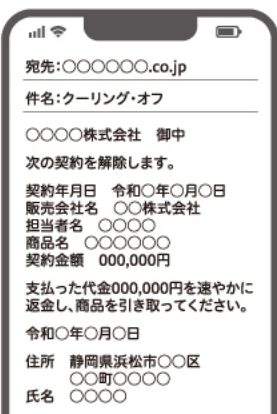 宛先:○○○○○○.co.jp
件名:クーリング・オフ
○○○○株式会社　御中
次の契約を解除します。
契約年月日　令和○年○月○日
販売会社名　○○株式会社
担当者名　○○○○
商品名　○○○○○○
契約金額　000,000円
支払った代金000,000円を速やかに
返金し、商品を引き取ってください。
令和○年○月○日
住所　静岡県浜松市○○区
○○町○○○○
氏名　○○○○